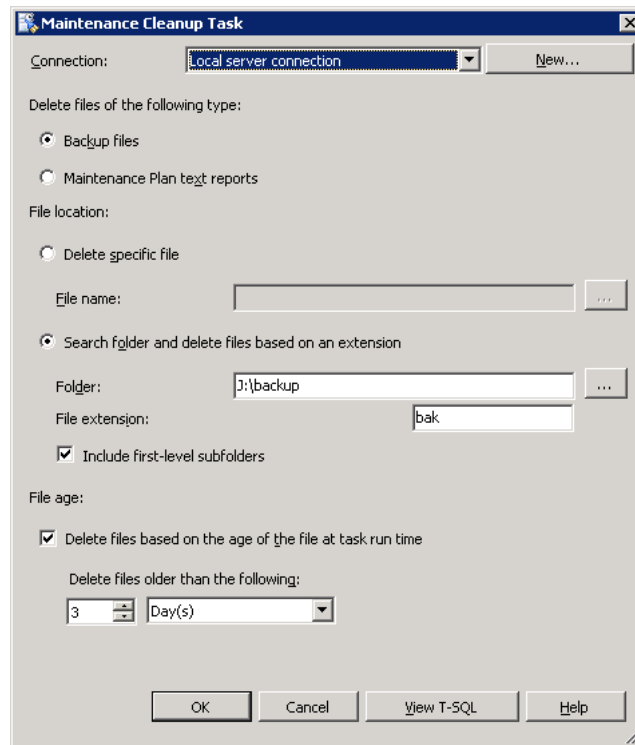 Maintenance Cleanup Task
Connection: Local server connection New...
Delete files of the following type:
Backup files
Maintenance Plan text reports
File location:
Delete specific file
File name: ...
Search folder and delete files based on an extension
Folder: J:\backup ...
File extension: bak
Include first-level subfolders
File age:
Delete files based on the age of the file at task run time
Delete files older than the following:
3 Day(s)
OK Cancel View T-SQL Help